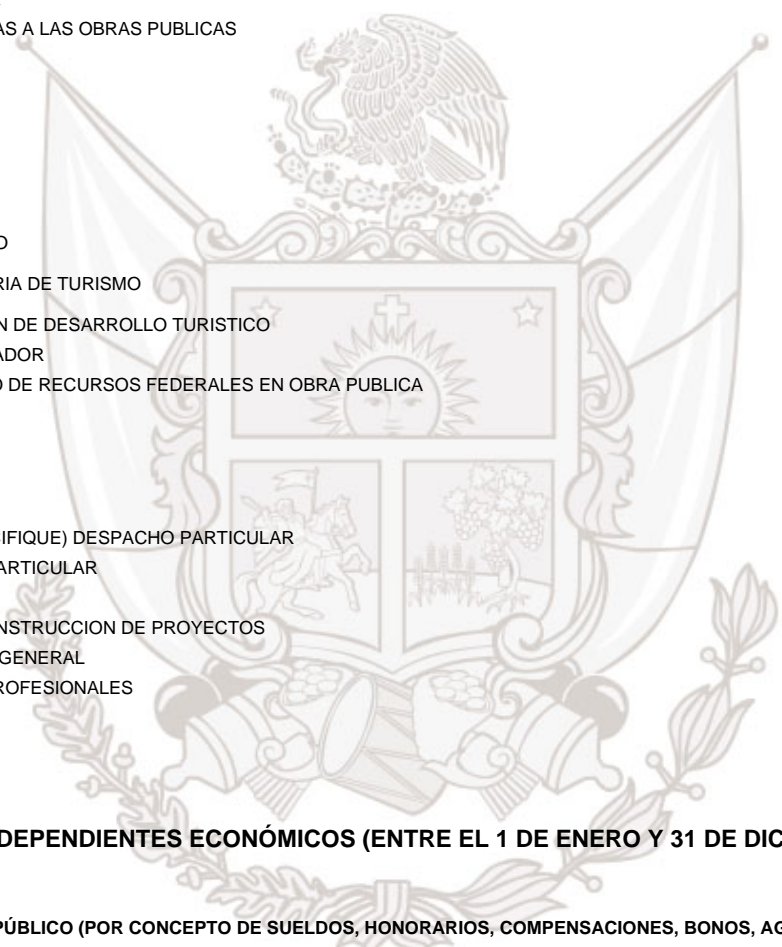 AS A LAS OBRAS PUBLICAS
O
RIA DE TURISMO
N DE DESARROLLO TURISTICO
ADOR
O DE RECURSOS FEDERALES EN OBRA PUBLICA
CIFIQUE) DESPACHO PARTICULAR
ARTICULAR
NSTRUCCION DE PROYECTOS
GENERAL
ROFESIONALES
DEPENDIENTES ECONÓMICOS (ENTRE EL 1 DE ENERO Y 31 DE DIC
PÚBLICO (POR CONCEPTO DE SUELDOS, HONORARIOS, COMPENSACIONES, BONOS, AG